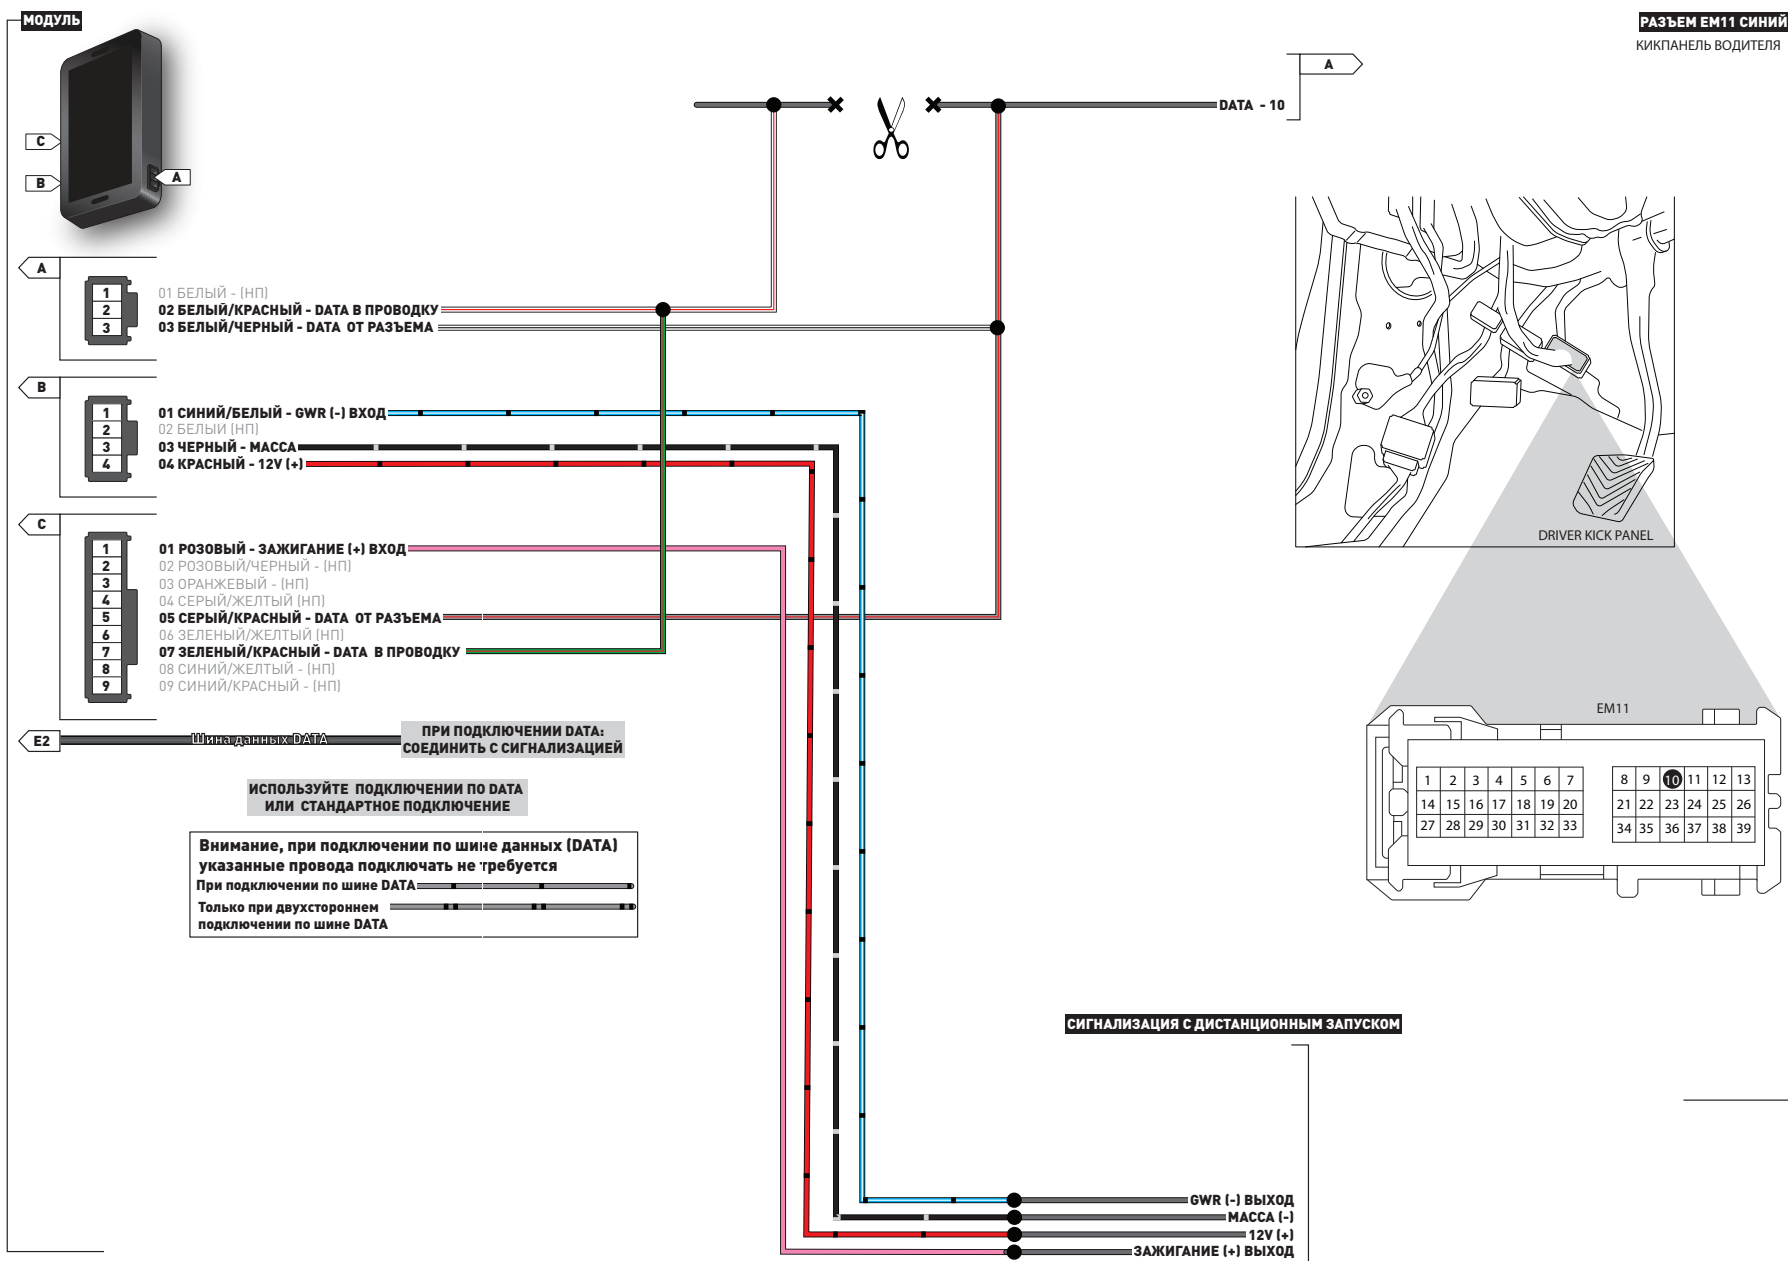 МОДУЛЬ
РАЗЪЕМ EM11 СИНИЙ
КИКПАНЕЛЬ ВОДИТЕЛЯ
A
DATA - 10
C
B
A
A
1
2
3
01 БЕЛЫЙ - (НП)
02 БЕЛЫЙ/КРАСНЫЙ - DATA В ПРОВОДКУ
03 БЕЛЫЙ/ЧЕРНЫЙ - DATA ОТ РАЗЪЕМА
B
1
2
3
4
01 СИНИЙ/БЕЛЫЙ - GWR (-) ВХОД
02 БЕЛЫЙ (НП)
03 ЧЕРНЫЙ - МАССА
04 КРАСНЫЙ - 12V (+)
C
1
2
3
4
5
6
7
8
9
01 РОЗОВЫЙ - ЗАЖИГАНИЕ (+) ВХОД
02 РОЗОВЫЙ/ЧЕРНЫЙ - (НП)
03 ОРАНЖЕВЫЙ - (НП)
04 СЕРЫЙ/ЖЕЛТЫЙ (НП)
05 СЕРЫЙ/КРАСНЫЙ - DATA ОТ РАЗЪЕМА
06 ЗЕЛЕНЫЙ/ЖЕЛТЫЙ (НП)
07 ЗЕЛЕНЫЙ/КРАСНЫЙ - DATA В ПРОВОДКУ
08 СИНИЙ/ЖЕЛТЫЙ - (НП)
09 СИНИЙ/КРАСНЫЙ - (НП)
E2
Шина данных DATA
ПРИ ПОДКЛЮЧЕНИИ DATA:
СОЕДИНИТЬ С СИГНАЛИЗАЦИЕЙ
ИСПОЛЬЗУЙТЕ ПОДКЛЮЧЕНИИ ПО DATA
ИЛИ СТАНДАРТНОЕ ПОДКЛЮЧЕНИЕ
Внимание, при подключении по шине данных (DATA)
указанные провода подключать не требуется
При подключении по шине DATA
Только при двухстороннем
подключении по шине DATA
DRIVER KICK PANEL
EM11
1 2 3 4 5 6 7 8 9 10 11 12 13
14 15 16 17 18 19 20 21 22 23 24 25 26
27 28 29 30 31 32 33 34 35 36 37 38 39
СИГНАЛИЗАЦИЯ С ДИСТАНЦИОННЫМ ЗАПУСКОМ
GWR (-) ВЫХОД
МАССА (-)
12V (+)
ЗАЖИГАНИЕ (+) ВЫХОД